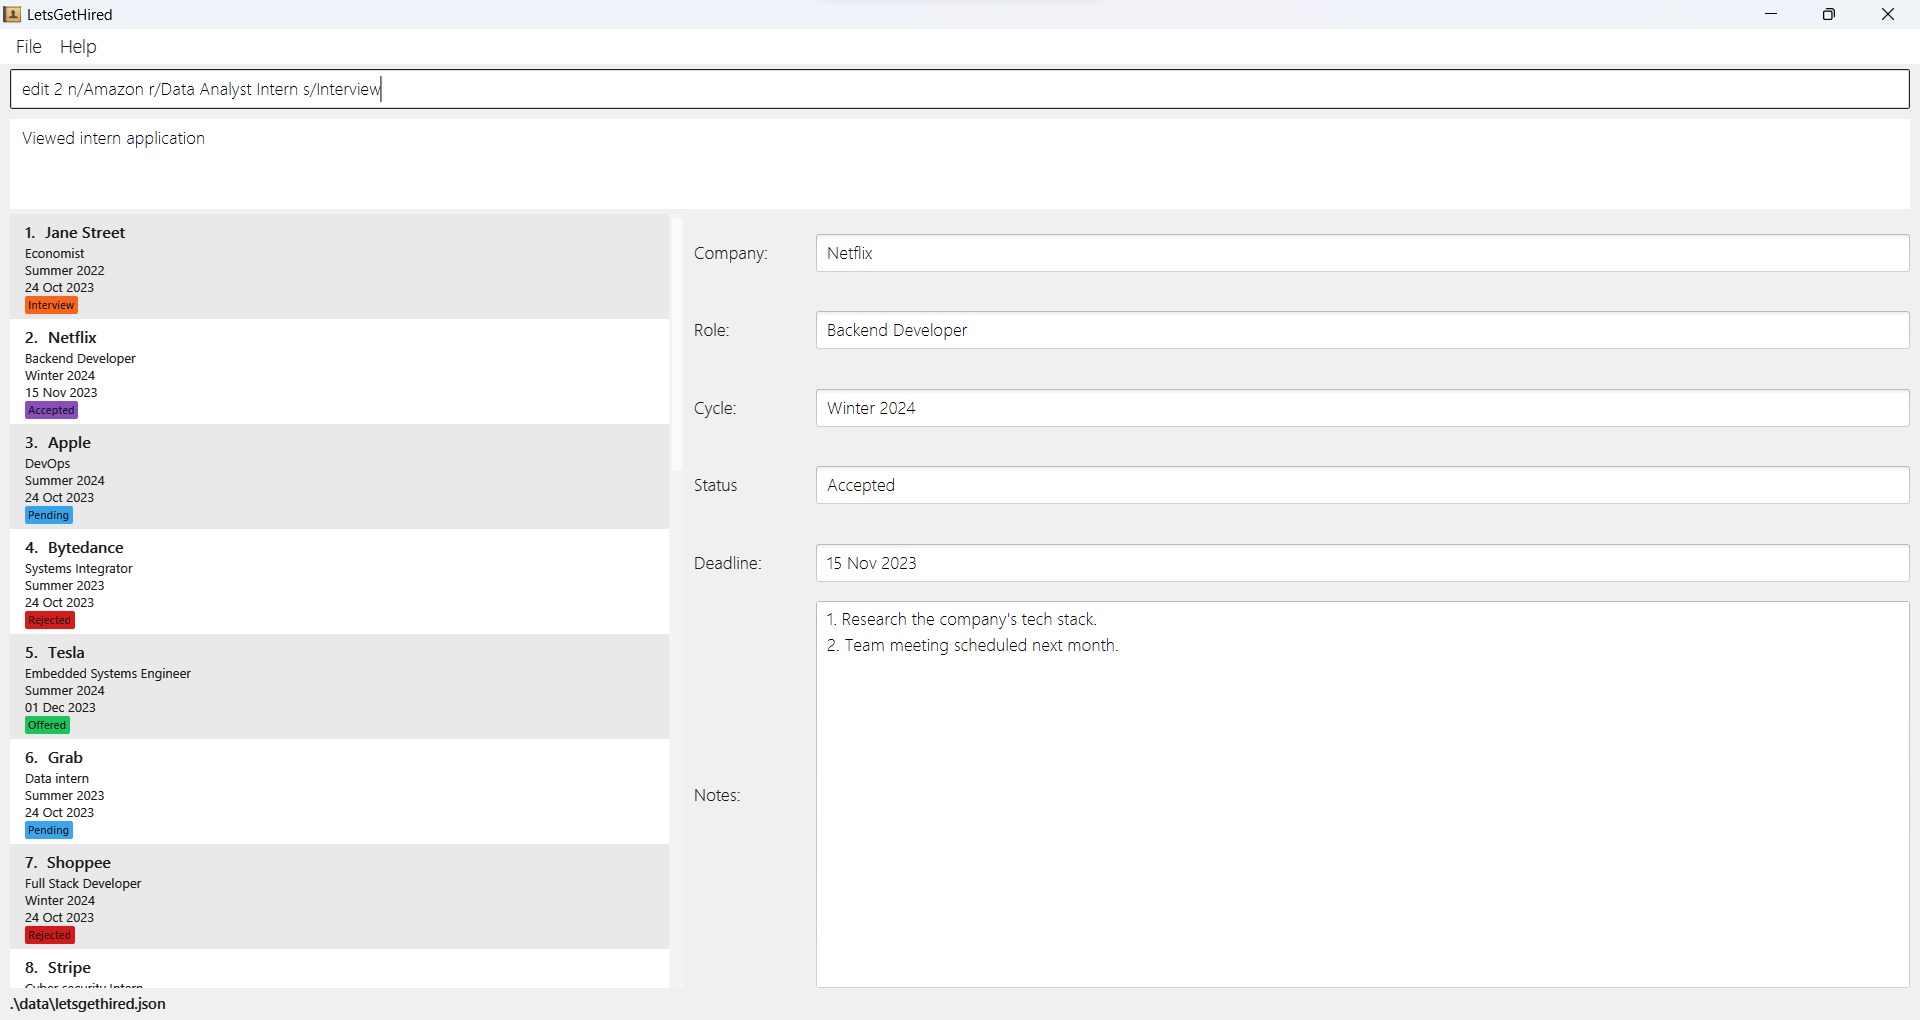 LetsGetHired
File Help
edit 2 n/Amazon r/Data Analyst Intern s/Interview
Viewed intern application
1. Jane Street
Economist
Summer 2022
24 Oct 2023
Interview
2. Netflix
Backend Developer
Winter 2024
15 Nov 2023
Accepted
3. Apple
DevOps
Summer 2024
24 Oct 2023
Pending
4. Bytedance
Systems Integrator
Summer 2023
24 Oct 2023
Rejected
5. Tesla
Embedded Systems Engineer
Summer 2024
01 Dec 2023
Offered
6. Grab
Data intern
Summer 2023
24 Oct 2023
Pending
7. Shoppee
Full Stack Developer
Winter 2024
24 Oct 2023
Rejected
8. Stripe
Cyber security Intern
Company: Netflix
Role: Backend Developer
Cycle: Winter 2024
Status Accepted
Deadline: 15 Nov 2023
Notes:
1. Research the company's tech stack.
2. Team meeting scheduled next month.
.\data\letsgethired.json